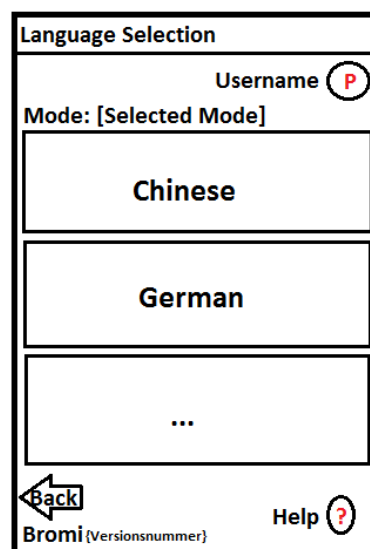 Language Selection
Username P
Mode: [Selected Mode]
Chinese
German
...
Back
Help ?
Bromi {Versionsnummer}